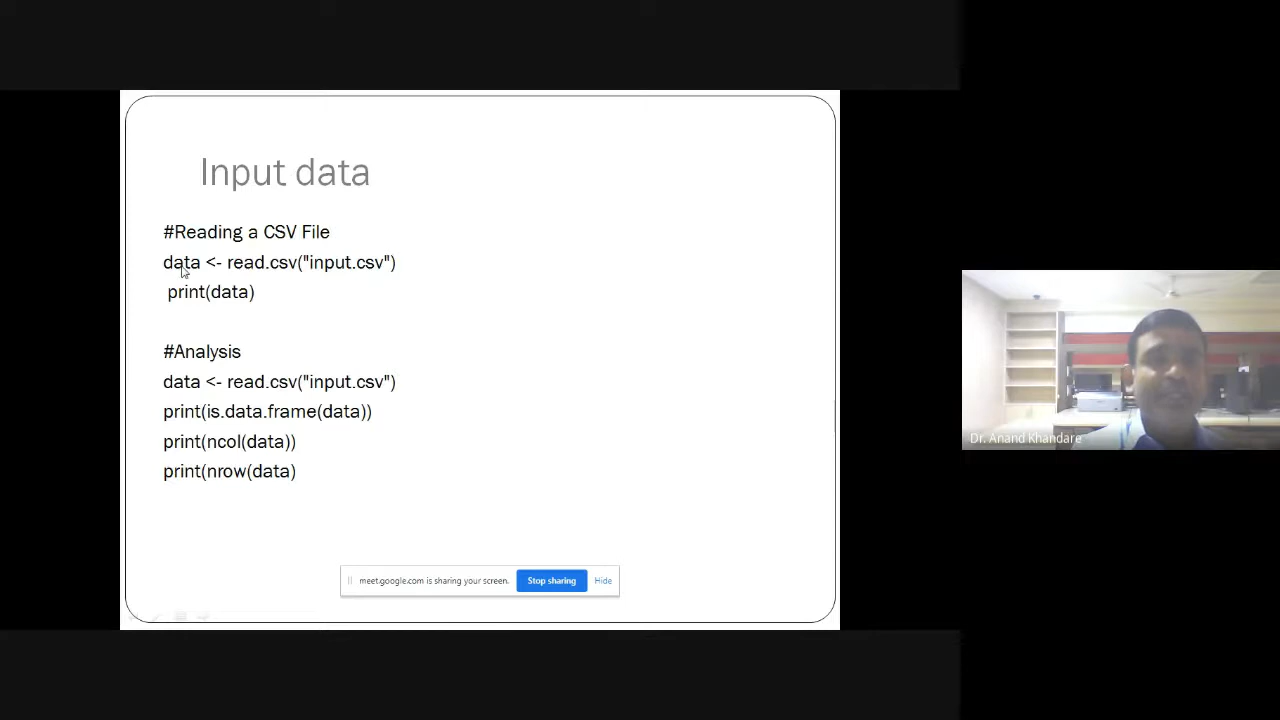 Input data
#Reading a CSV File
data <- read.csv("input.csv")
print(data)
#Analysis
data <- read.csv("input.csv")
print(is.data.frame(data))
print(ncol(data))
print(nrow(data)
meet.google.com is sharing your screen.
Stop sharing
Hide
Dr. Anand Khandare